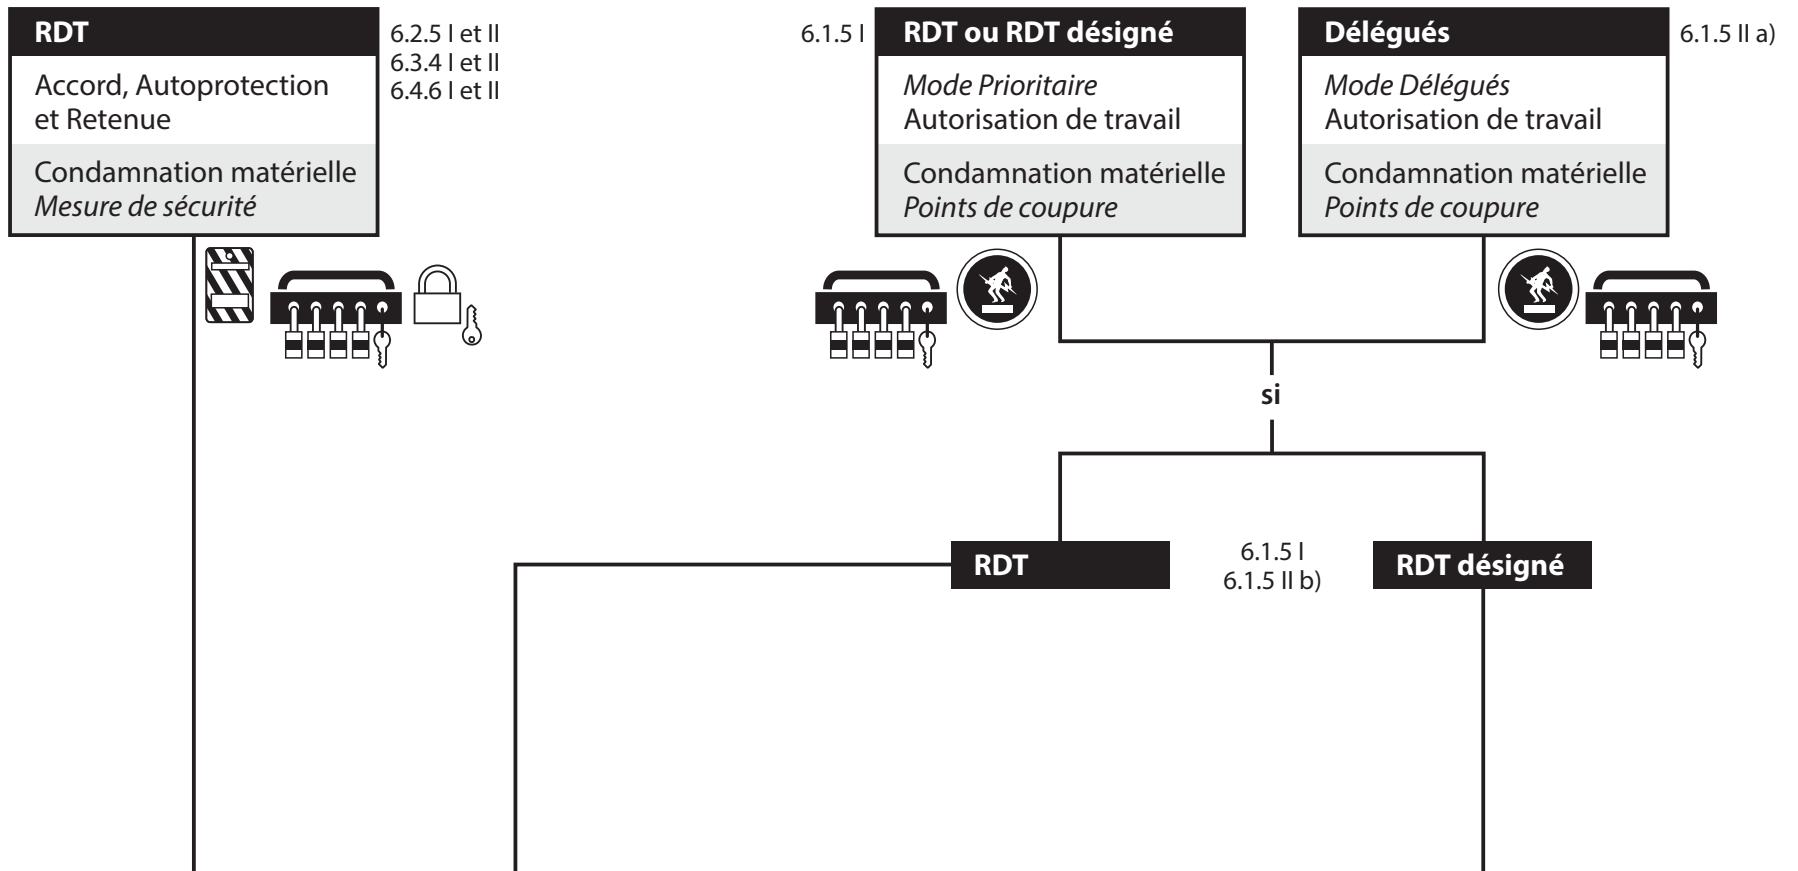 RDT
6.2.5 I et II
6.3.4 I et II
6.4.6 I et II
Accord, Autoprotection
et Retenue
Condamnation matérielle
Mesure de sécurité
6.1.5 I
RDT ou RDT désigné
Mode Prioritaire
Autorisation de travail
Condamnation matérielle
Points de coupure
Délégués
6.1.5 II a)
Mode Délégués
Autorisation de travail
Condamnation matérielle
Points de coupure
si
RDT
6.1.5 I
6.1.5 II b)
RDT désigné